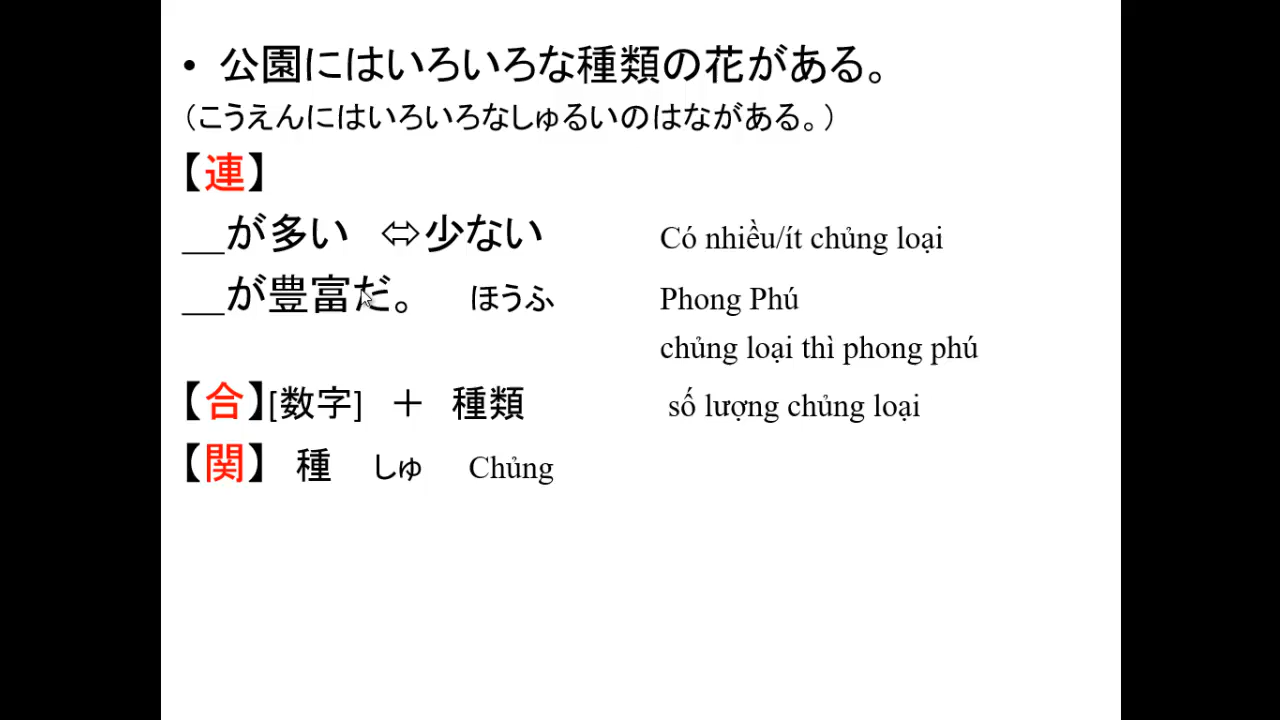 • 公園にはいろいろな種類の花がある。
（こうえんにはいろいろなしゅるいのはながある。）
【連】
__が多い ⇔少ない Có nhiều/ít chủng loại
__が豊富だ。 ほうふ Phong Phú
chủng loại thì phong phú
【合】[数字] ＋ 種類 số lượng chủng loại
【関】 種 しゅ Chủng